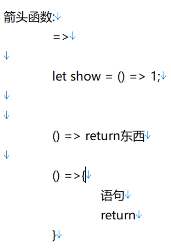 箭头函数:
=>
let show = () => 1;
() => return东西
() =>{
语句
return
}